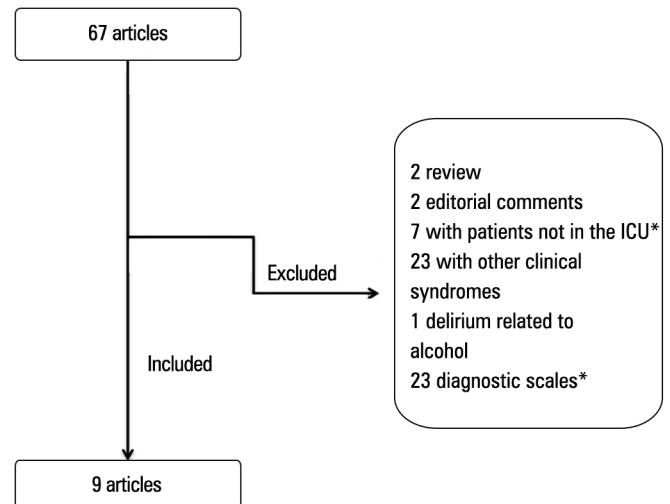 67 articles
2 review
2 editorial comments
7 with patients not in the ICU*
23 with other clinical
syndromes
1 delirium related to
alcohol
23 diagnostic scales*
Excluded
Included
9 articles